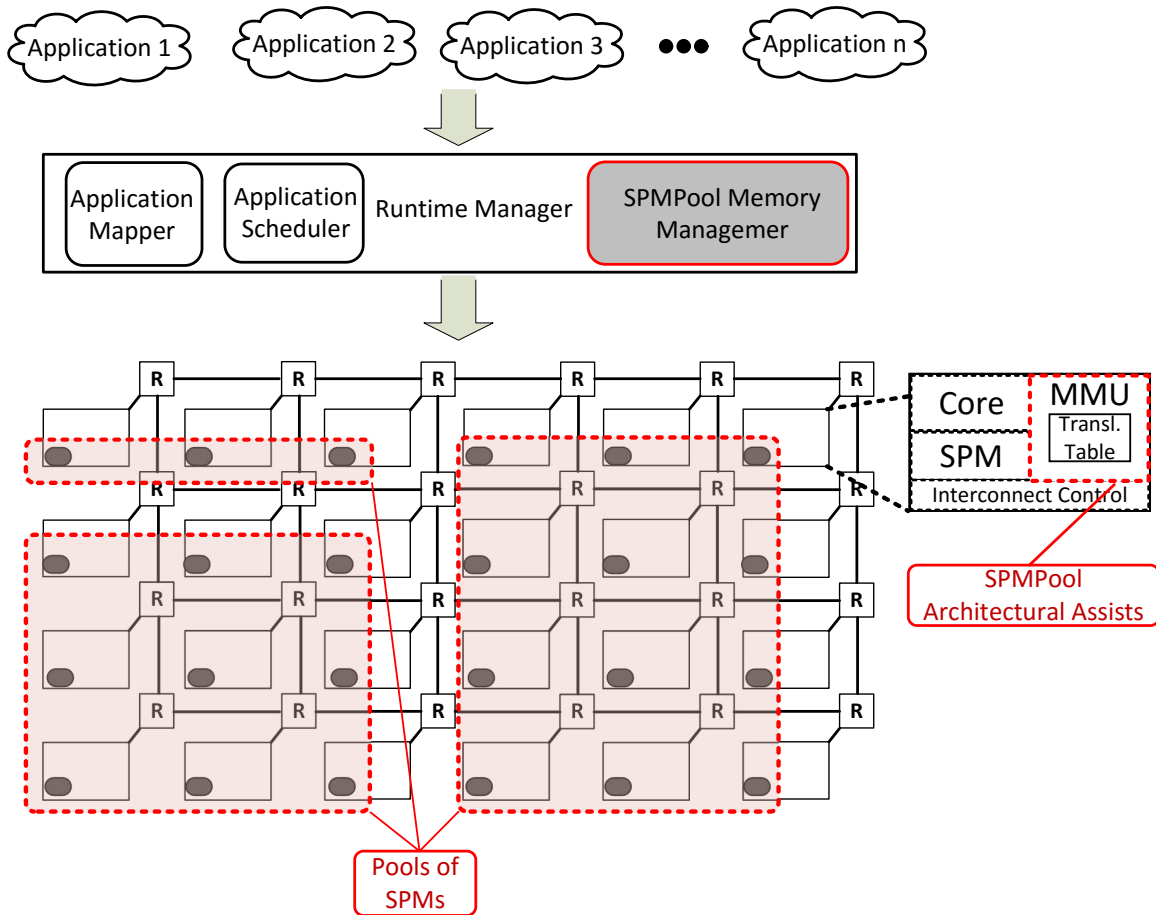 Application 1
Application 2
Application 3
Application n
Application
Mapper
Application
Scheduler
Runtime Manager
SPMPool Memory
Managemer
R R R R R R
Core
MMU
Transl.
Table
SPM
Interconnect Control
R R R R R R
SPMPool
Architectural Assists
R R R R R R
R R R R R R
Pools of
SPMs